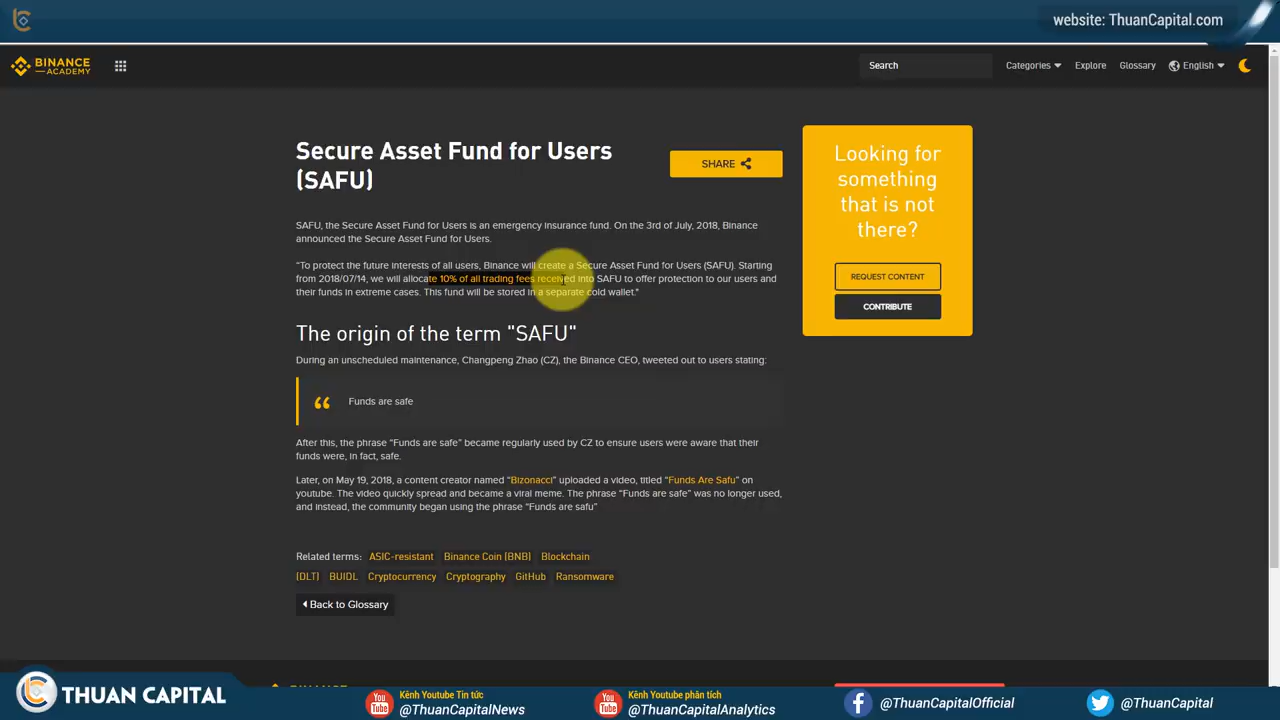 website: ThuanCapital.com
BINANCE
ACADEMY
Search
Categories
Explore
Glossary
English
Secure Asset Fund for Users
(SAFU)
SHARE
Looking for
something
that is not
there?
REQUEST CONTENT
CONTRIBUTE
SAFU, the Secure Asset Fund for Users is an emergency insurance fund. On the 3rd of July, 2018, Binance
announced the Secure Asset Fund for Users.
“To protect the future interests of all users, Binance will create a Secure Asset Fund for Users (SAFU). Starting
from 2018/07/14, we will allocate 10% of all trading fees received into SAFU to offer protection to our users and
their funds in extreme cases. This fund will be stored in a separate cold wallet."
The origin of the term "SAFU"
During an unscheduled maintenance, Changpeng Zhao (CZ), the Binance CEO, tweeted out to users stating:
“ Funds are safe
After this, the phrase “Funds are safe” became regularly used by CZ to ensure users were aware that their
funds were, in fact, safe.
Later, on May 19, 2018, a content creator named “Bizonacci” uploaded a video, titled “Funds Are Safu” on
youtube. The video quickly spread and became a viral meme. The phrase “Funds are safe” was no longer used,
and instead, the community began using the phrase “Funds are safu”
Related terms: ASIC-resistant Binance Coin (BNB) Blockchain
(DLT) BUIDL Cryptocurrency Cryptography GitHub Ransomware
Back to Glossary
THUAN CAPITAL
You Tube
Kênh Youtube Tin tức
@ThuanCapitalNews
You Tube
Kênh Youtube phân tích
@ThuanCapitalAnalytics
@ThuanCapitalOfficial
@ThuanCapital